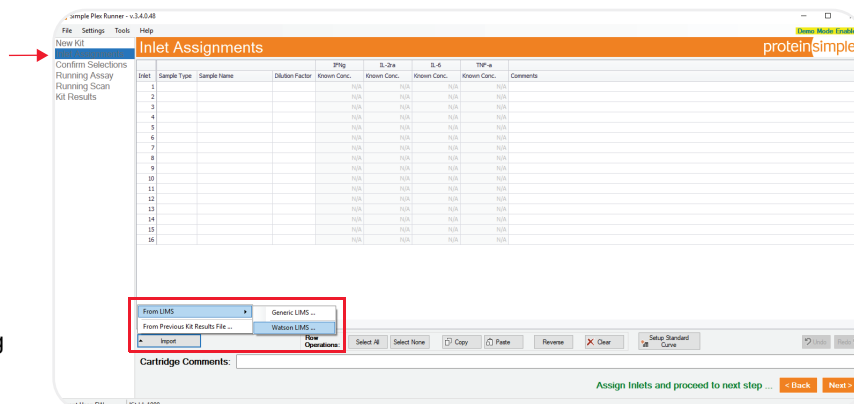 Simple Plex Runner - v.3.4.0.48
File Settings Tools Help
Demo Mode Enable
New Kit
Confirm Selections
Running Assay
Running Scan
Kit Results
Inlet Assignments
proteinsimple
IFNg IL-2ra IL-6 TNF-a
Inlet Sample Type Sample Name Dilution Factor Known Conc. Known Conc. Known Conc. Known Conc. Comments
1 N/A N/A N/A N/A
2 N/A N/A N/A N/A
3 N/A N/A N/A N/A
4 N/A N/A N/A N/A
5 N/A N/A N/A N/A
6 N/A N/A N/A N/A
7 N/A N/A N/A N/A
8 N/A N/A N/A N/A
9 N/A N/A N/A N/A
10 N/A N/A N/A N/A
11 N/A N/A N/A N/A
12 N/A N/A N/A N/A
13 N/A N/A N/A N/A
14 N/A N/A N/A N/A
15 N/A N/A N/A N/A
16 N/A N/A N/A N/A
From LIMS Generic LIMS ...
From Previous Kit Results File ... Watson LIMS ...
g
Import Row Operations: Select All Select None Copy Paste Reverse Clear Setup Standard Curve Undo Redo
Cartridge Comments:
Assign Inlets and proceed to next step ... < Back Next >